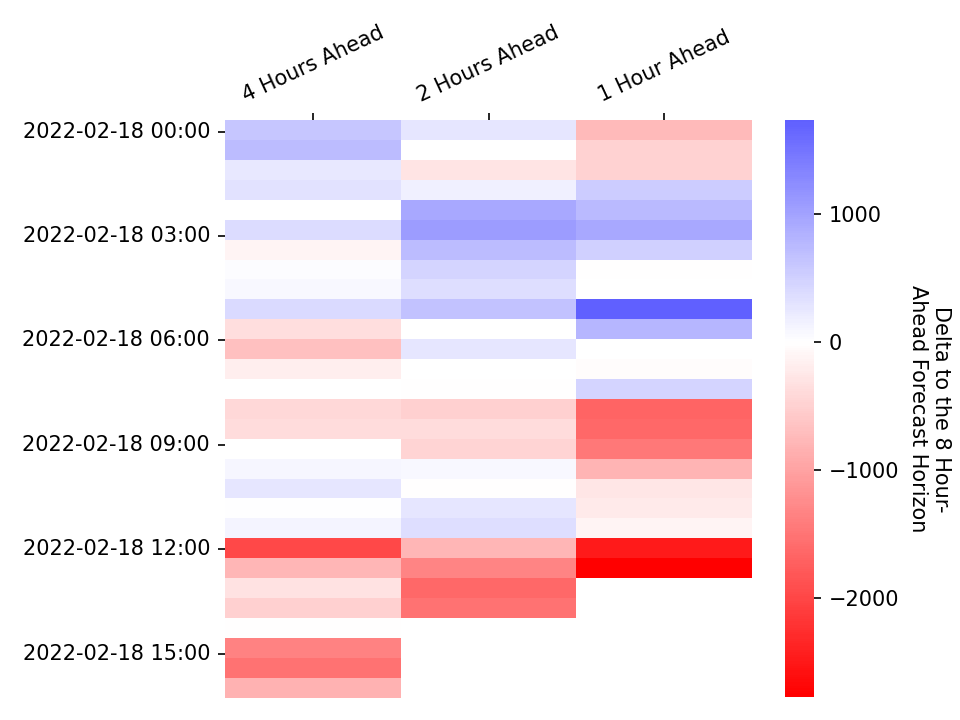 4 Hours Ahead
2 Hours Ahead
1 Hour Ahead
2022-02-18 00:00
2022-02-18 03:00
2022-02-18 06:00
2022-02-18 09:00
2022-02-18 12:00
2022-02-18 15:00
1000
0
−1000
−2000
Delta to the 8 Hour-
Ahead Forecast Horizon